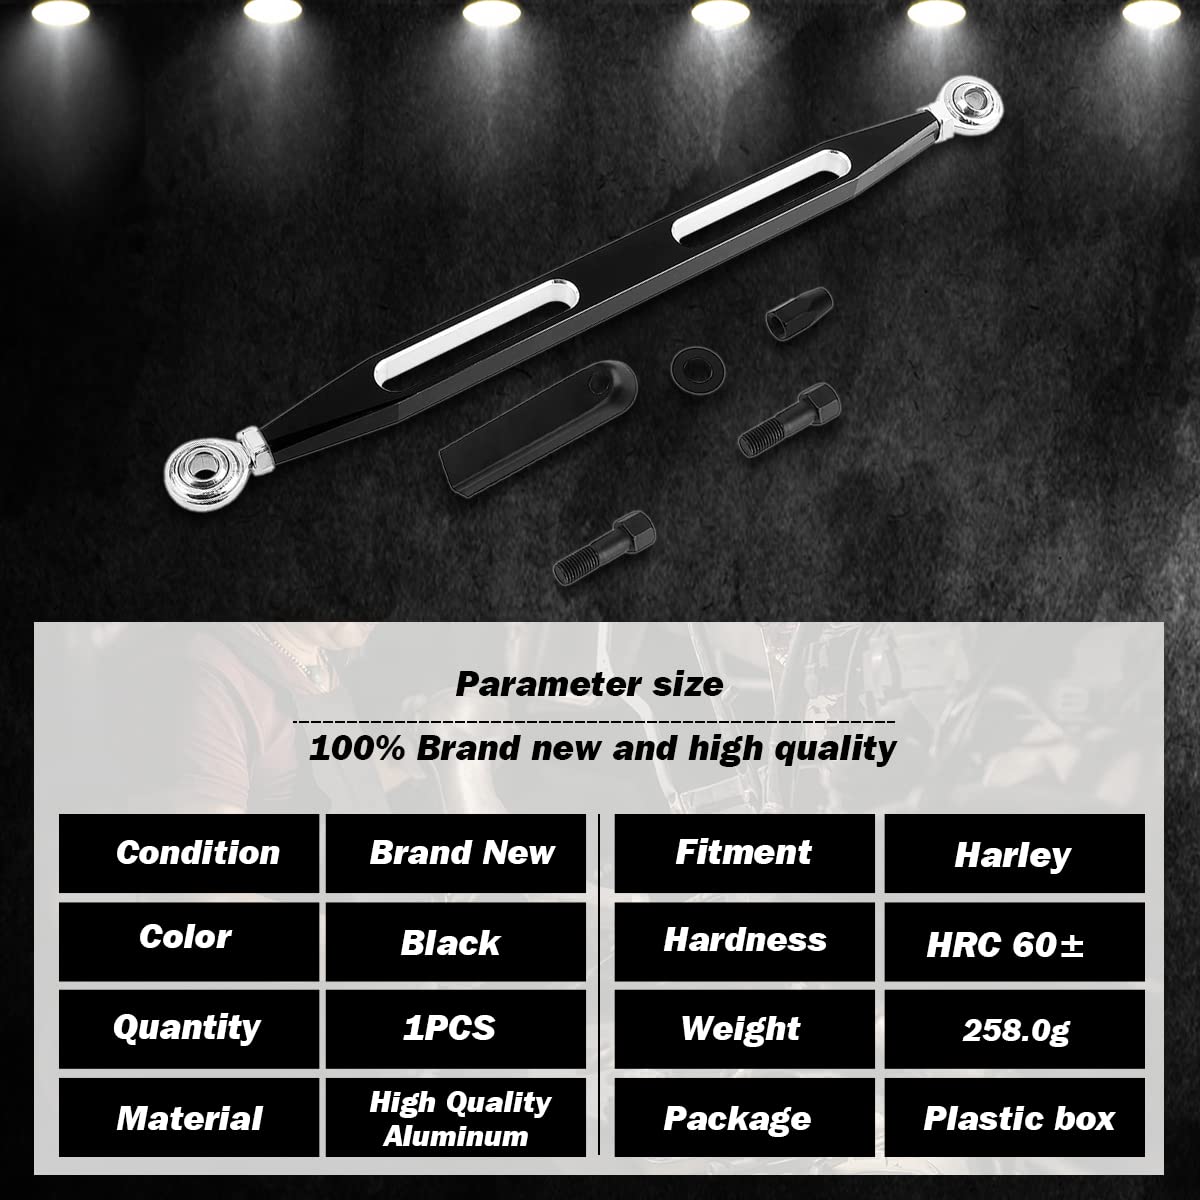 Parameter size
100% Brand new and high quality
Condition
Brand New
Fitment
Harley
Color
Black
Hardness
HRC 60±
Quantity
1PCS
Weight
258.0g
Material
High Quality
Aluminum
Package
Plastic box